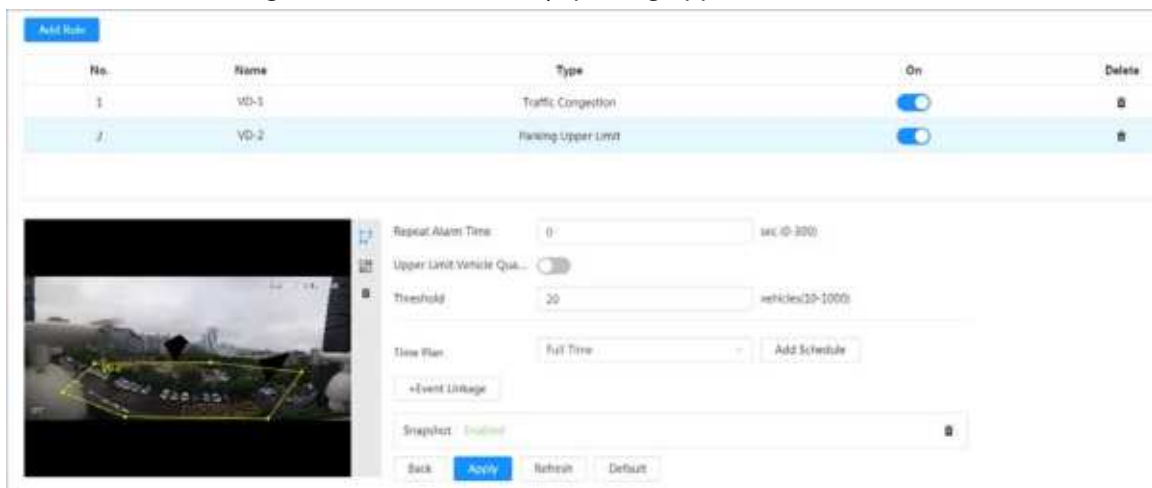 Add Rule
No. Name Type On Delete
1 VD-1 Traffic Congestion
2 VD-2 Parking Upper Limit
Repeat Alarm Time 0 sec (0-300)
Upper Limit Vehicle Qua...
Threshold 20 vehicles(10-1000)
Time Plan Full Time Add Schedule
+Event Linkage
Snapshot Enabled
Back Apply Refresh Default